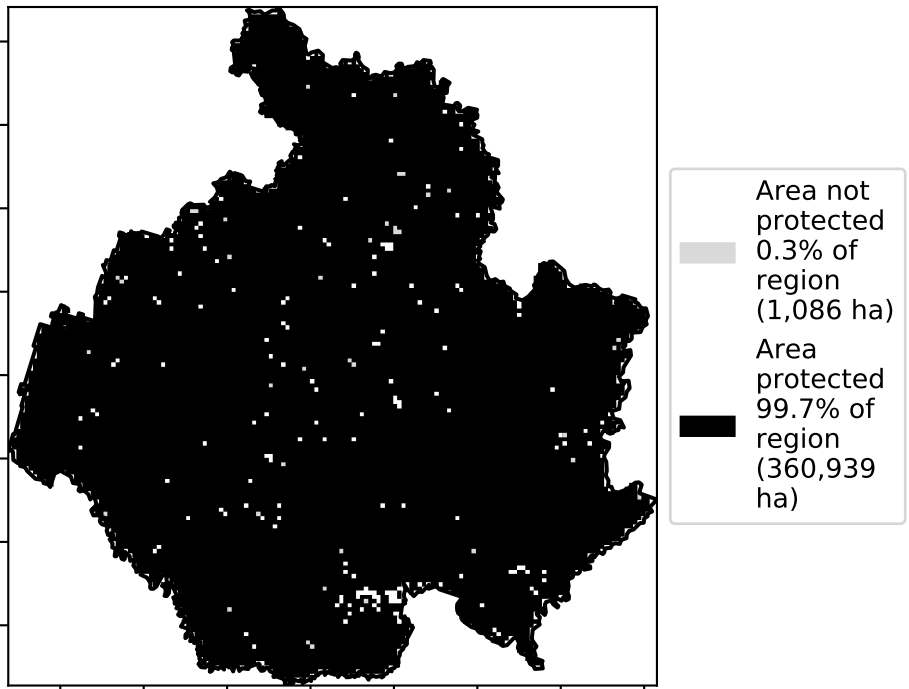 Area not
protected
0.3% of
region
(1,086 ha)
Area
protected
99.7% of
region
(360,939
ha)